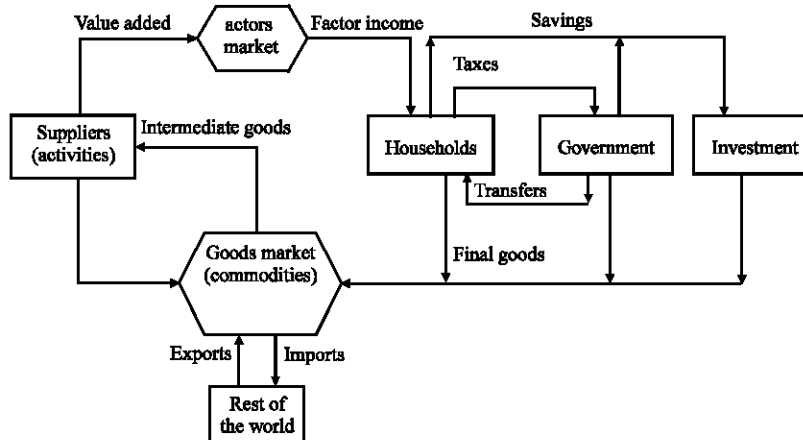 Value added
actors
market
Factor income
Savings
Taxes
Suppliers
(activities)
Intermediate goods
Households
Government
Investment
Transfers
Goods market
(commodities)
Final goods
Exports
Imports
Rest of
the world